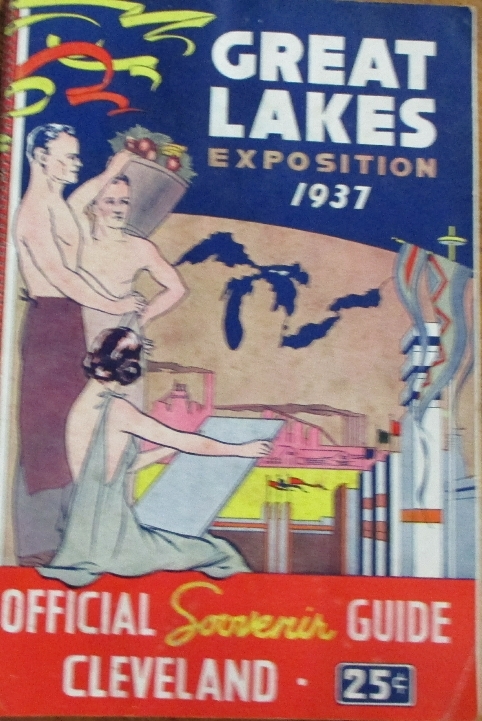 GREAT
LAKES
EXPOSITION
1937
OFFICIAL Souvenir GUIDE
CLEVELAND · 25¢